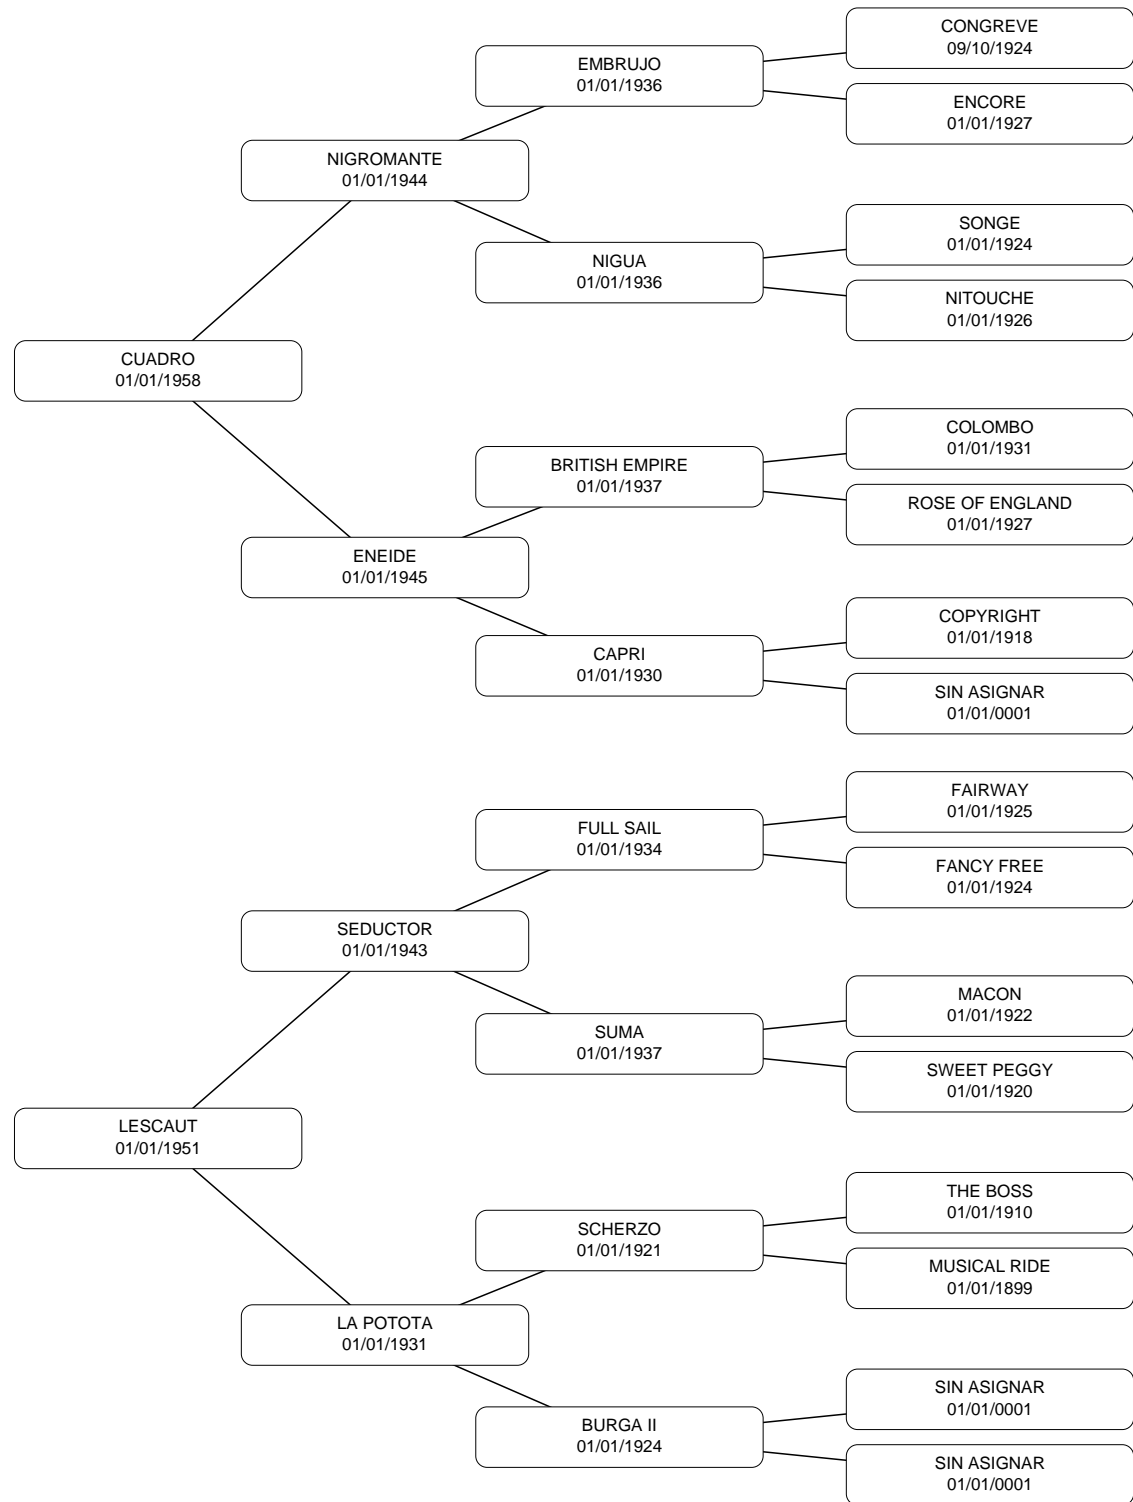 CONGREVE
09/10/1924
EMBRUJO
01/01/1936
ENCORE
01/01/1927
NIGROMANTE
01/01/1944
SONGE
01/01/1924
NIGUA
01/01/1936
NITOUCHE
01/01/1926
CUADRO
01/01/1958
COLOMBO
01/01/1931
BRITISH EMPIRE
01/01/1937
ROSE OF ENGLAND
01/01/1927
ENEIDE
01/01/1945
COPYRIGHT
01/01/1918
CAPRI
01/01/1930
SIN ASIGNAR
01/01/0001
FAIRWAY
01/01/1925
FULL SAIL
01/01/1934
FANCY FREE
01/01/1924
SEDUCTOR
01/01/1943
MACON
01/01/1922
SUMA
01/01/1937
SWEET PEGGY
01/01/1920
LESCAUT
01/01/1951
THE BOSS
01/01/1910
SCHERZO
01/01/1921
MUSICAL RIDE
01/01/1899
LA POTOTA
01/01/1931
SIN ASIGNAR
01/01/0001
BURGA II
01/01/1924
SIN ASIGNAR
01/01/0001